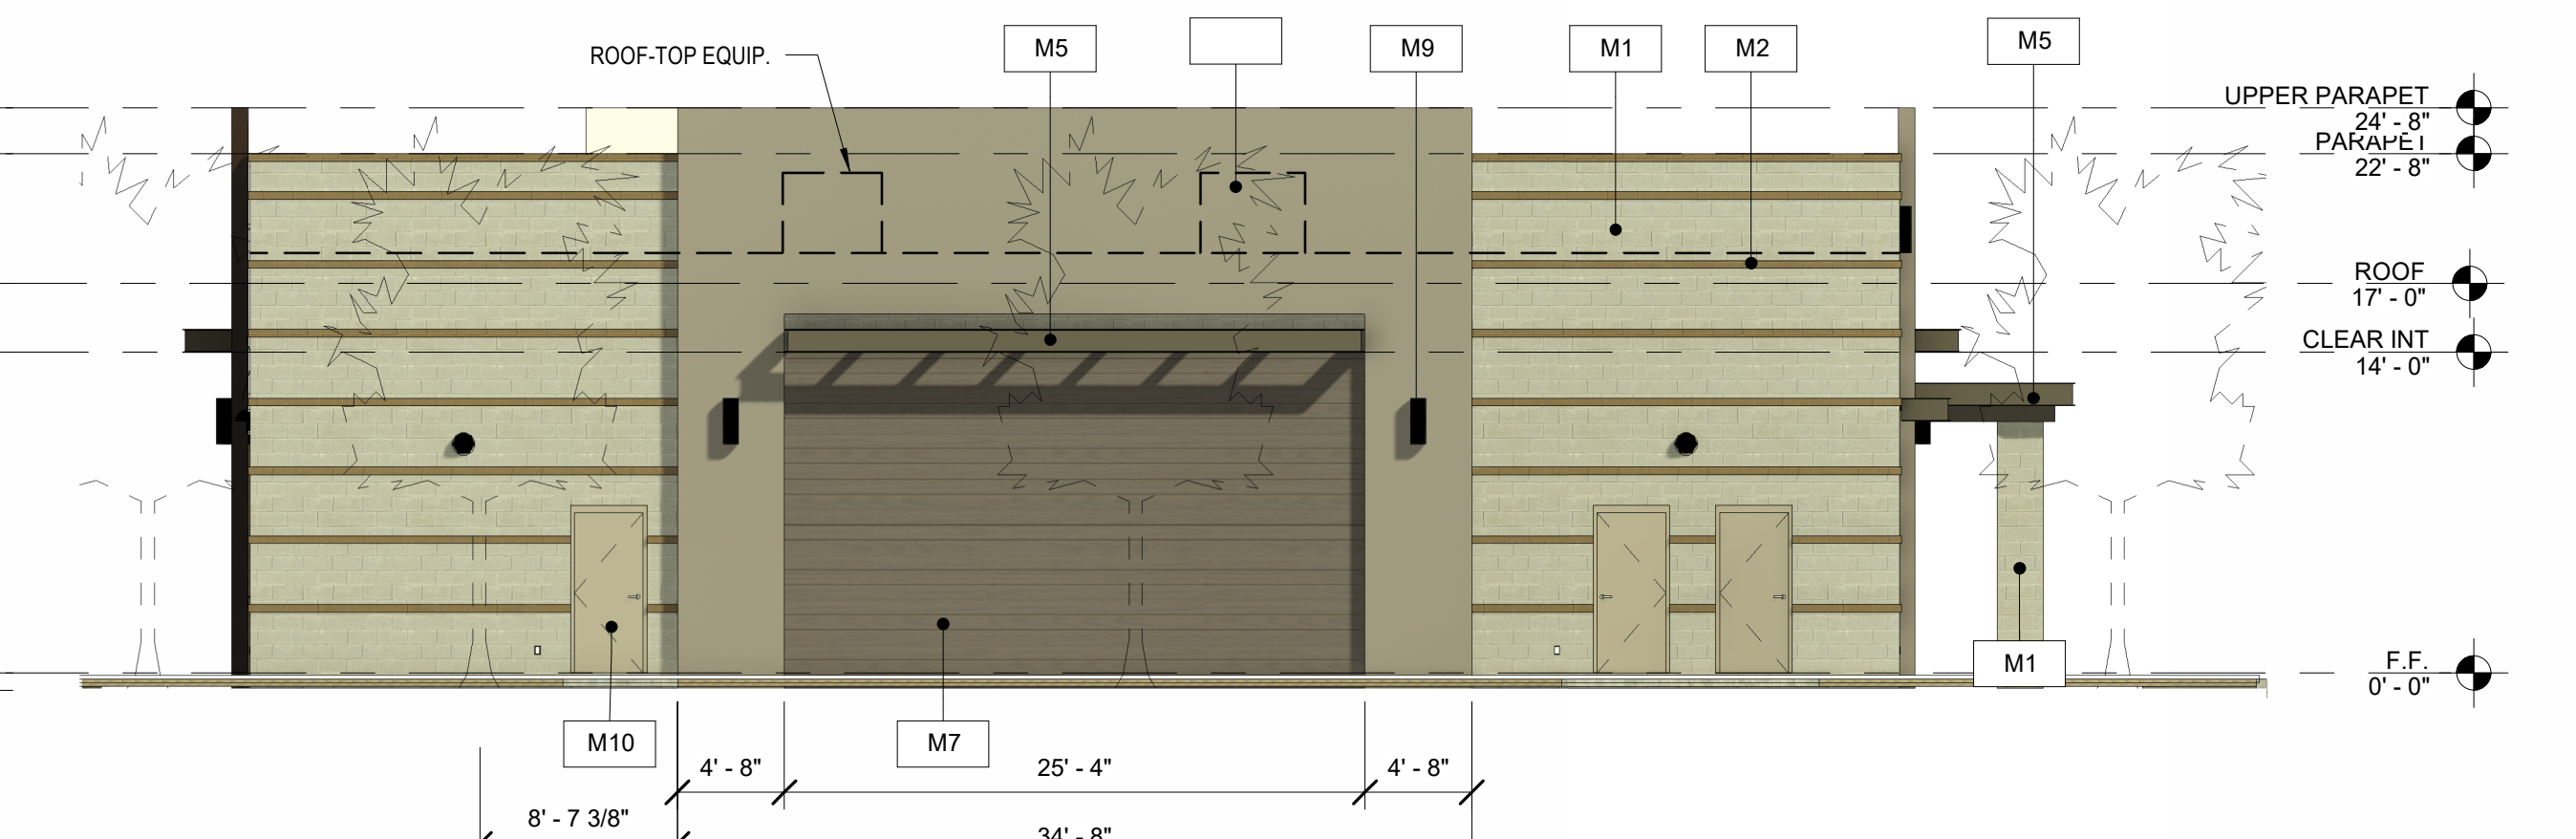 M5
M9
M1
M2
M5
ROOF-TOP EQUIP.
UPPER PARAPET
24' - 8"
PARAPET
22' - 8"
ROOF
17' - 0"
CLEAR INT
14' - 0"
F.F.
0' - 0"
M1
M10
M7
4' - 8"
25' - 4"
4' - 8"
8' - 7 3/8"
34' - 8"